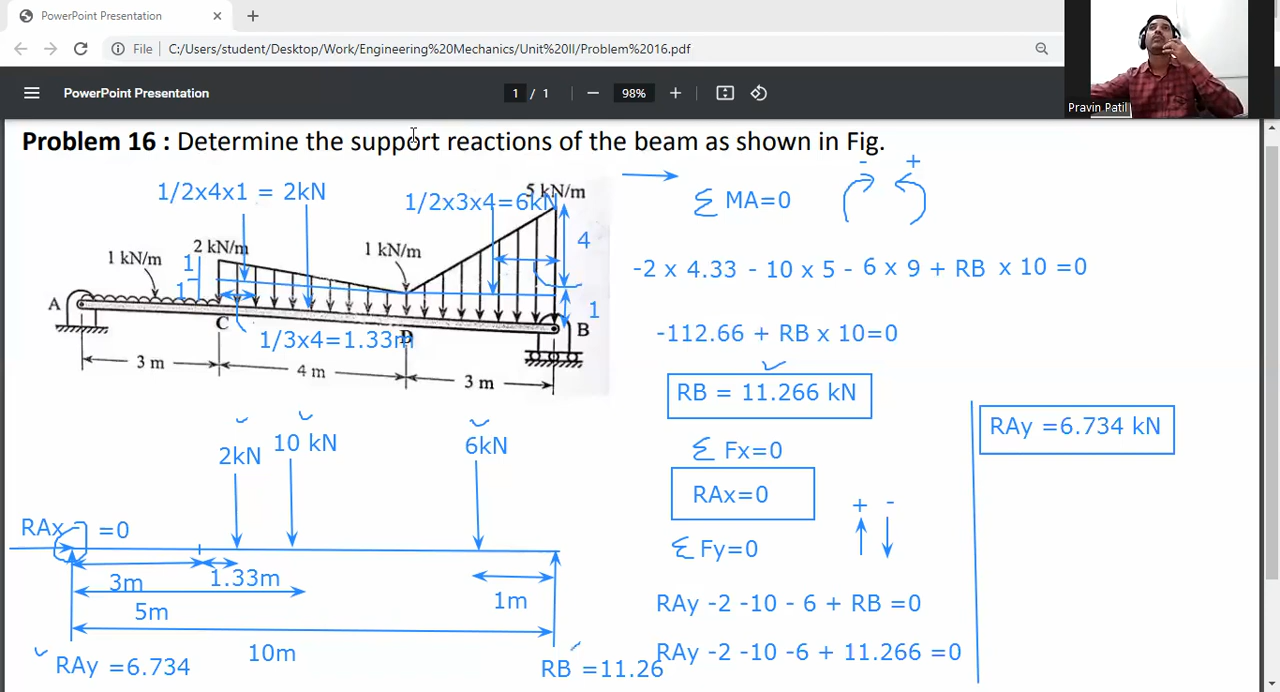 PowerPoint Presentation
File C:/Users/student/Desktop/Work/Engineering%20Mechanics/Unit%20II/Problem%2016.pdf
PowerPoint Presentation
1 / 1
98%
Pravin Patil
Problem 16 : Determine the support reactions of the beam as shown in Fig.
1/2x4x1 = 2kN
1/2x3x4=6kN
5 kN/m
4
1
2 kN/m
1 kN/m
1 kN/m
1
1
A
C
D
B
1/3x4=1.33m
3 m
4 m
3 m
2kN
10 kN
6kN
RAx =0
3m
1.33m
5m
1m
10m
RAy =6.734
RB =11.26
- +
Σ MA=0
-2 x 4.33 - 10 x 5 - 6 x 9 + RB x 10 =0
-112.66 + RB x 10=0
RB = 11.266 kN
Σ Fx=0
RAx=0
+ -
Σ Fy=0
RAy -2 -10 - 6 + RB =0
RAy -2 -10 -6 + 11.266 =0
RAy =6.734 kN